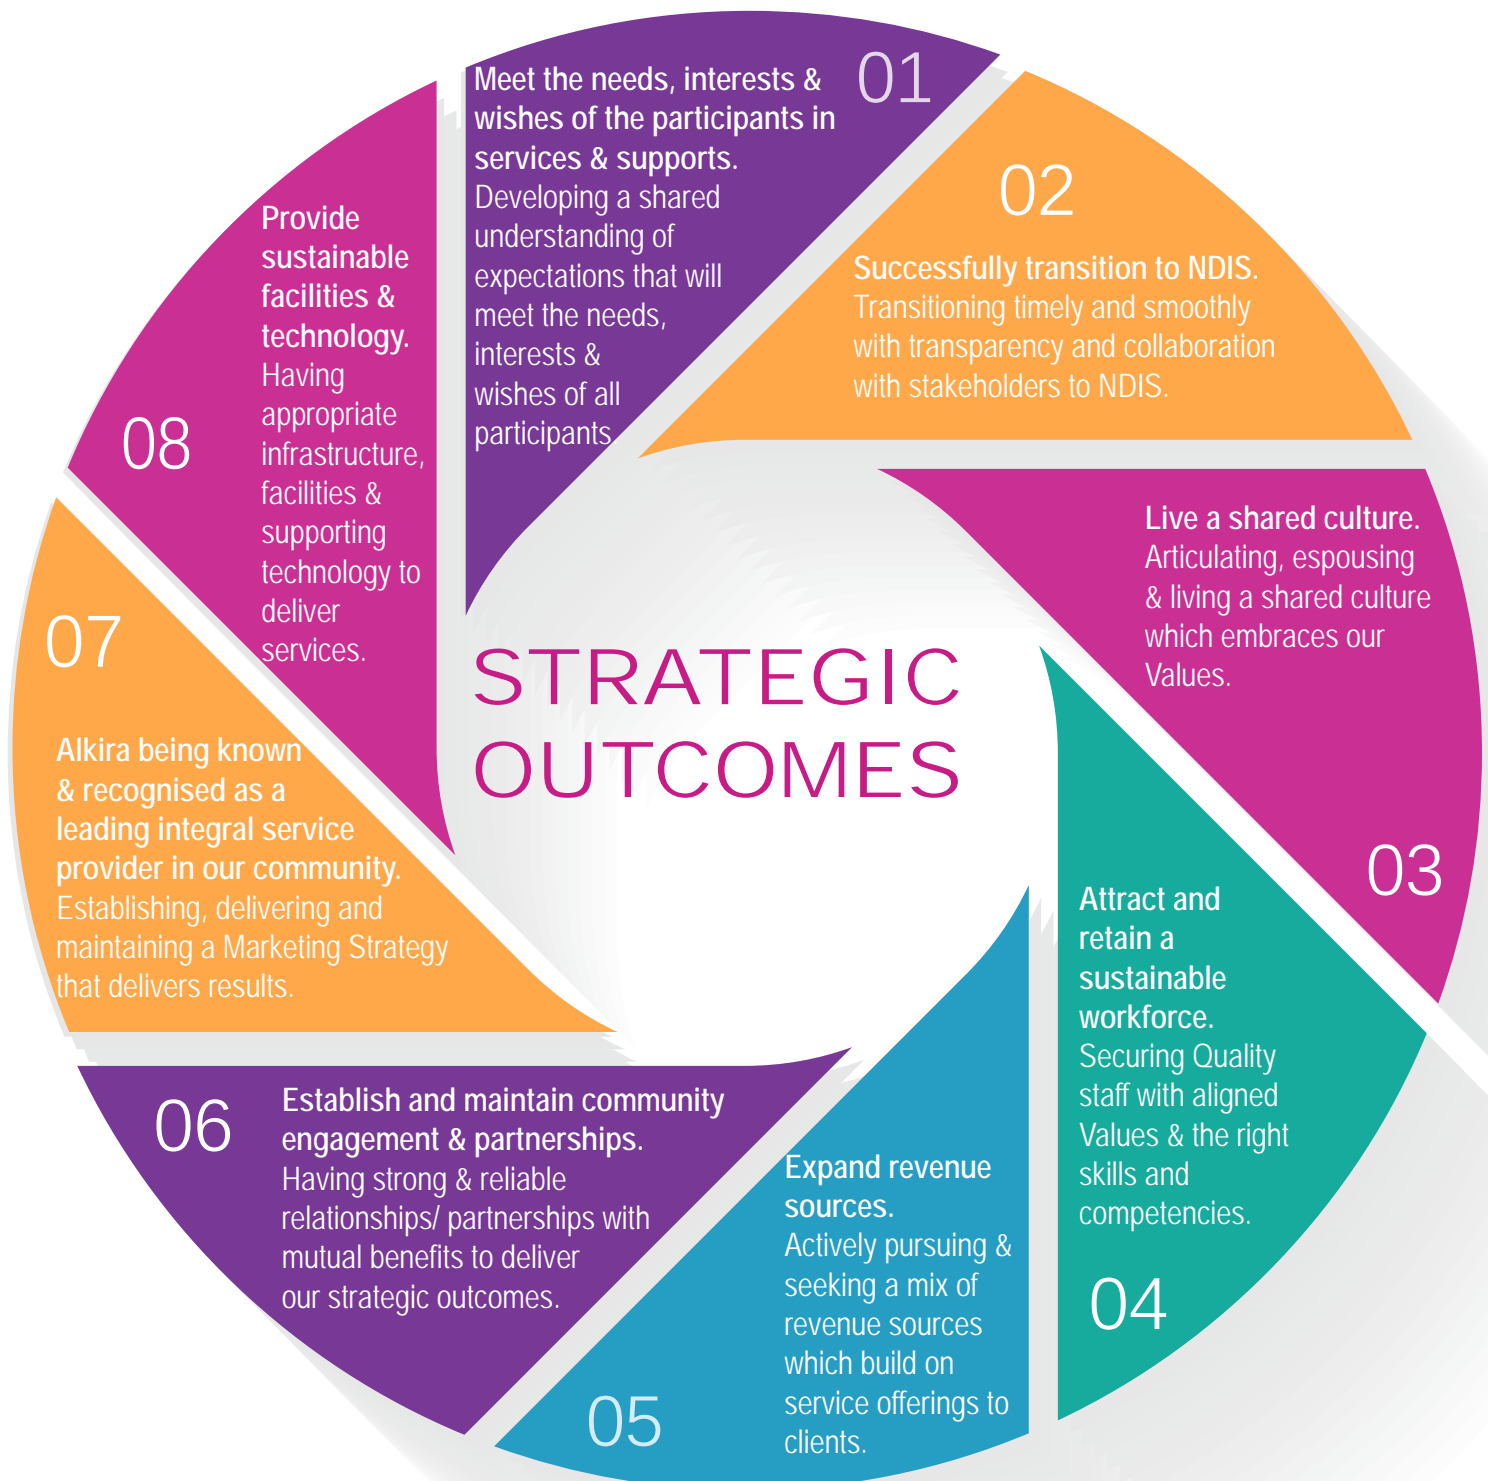 STRATEGIC
OUTCOMES
01
Meet the needs, interests &
wishes of the participants in
services & supports.
Developing a shared
understanding of
expectations that will
meet the needs,
interests &
wishes of all
participants.
02
Successfully transition to NDIS.
Transitioning timely and smoothly
with transparency and collaboration
with stakeholders to NDIS.
Live a shared culture.
Articulating, espousing
& living a shared culture
which embraces our
Values.
03
Attract and
retain a
sustainable
workforce.
Securing Quality
staff with aligned
Values & the right
skills and
competencies.
04
Expand revenue
sources.
Actively pursuing &
seeking a mix of
revenue sources
which build on
service offerings to
clients.
05
06
Establish and maintain community
engagement & partnerships.
Having strong & reliable
relationships/ partnerships with
mutual benefits to deliver
our strategic outcomes.
07
Alkira being known
& recognised as a
leading integral service
provider in our community.
Establishing, delivering and
maintaining a Marketing Strategy
that delivers results.
08
Provide
sustainable
facilities &
technology.
Having
appropriate
infrastructure,
facilities &
supporting
technology to
deliver
services.